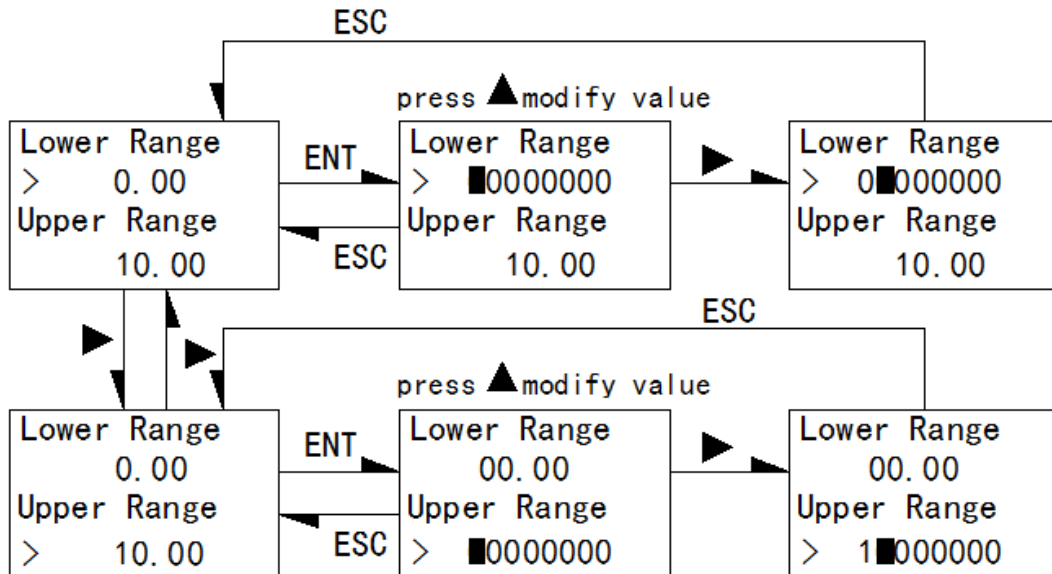 ESC
press ▲ modify value
Lower Range
> 0.00
Upper Range
10.00
ENT
ESC
Lower Range
> █0000000
Upper Range
10.00
▶
Lower Range
> 0█000000
Upper Range
10.00
▶
▶
ESC
press ▲ modify value
Lower Range
0.00
Upper Range
> 10.00
ENT
ESC
Lower Range
00.00
Upper Range
> █0000000
▶
Lower Range
00.00
Upper Range
> 1█000000